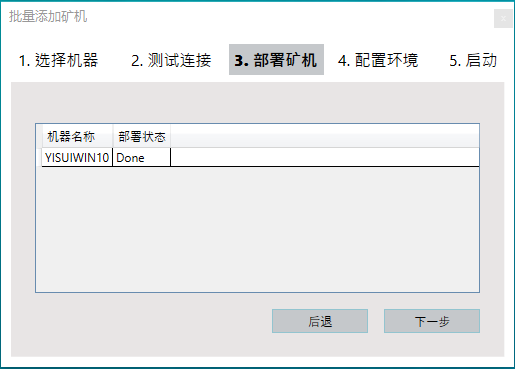 批量添加矿机
1. 选择机器 2. 测试连接 3. 部署矿机 4. 配置环境 5. 启动
机器名称 部署状态
YISUIWIN10 Done
后退 下一步